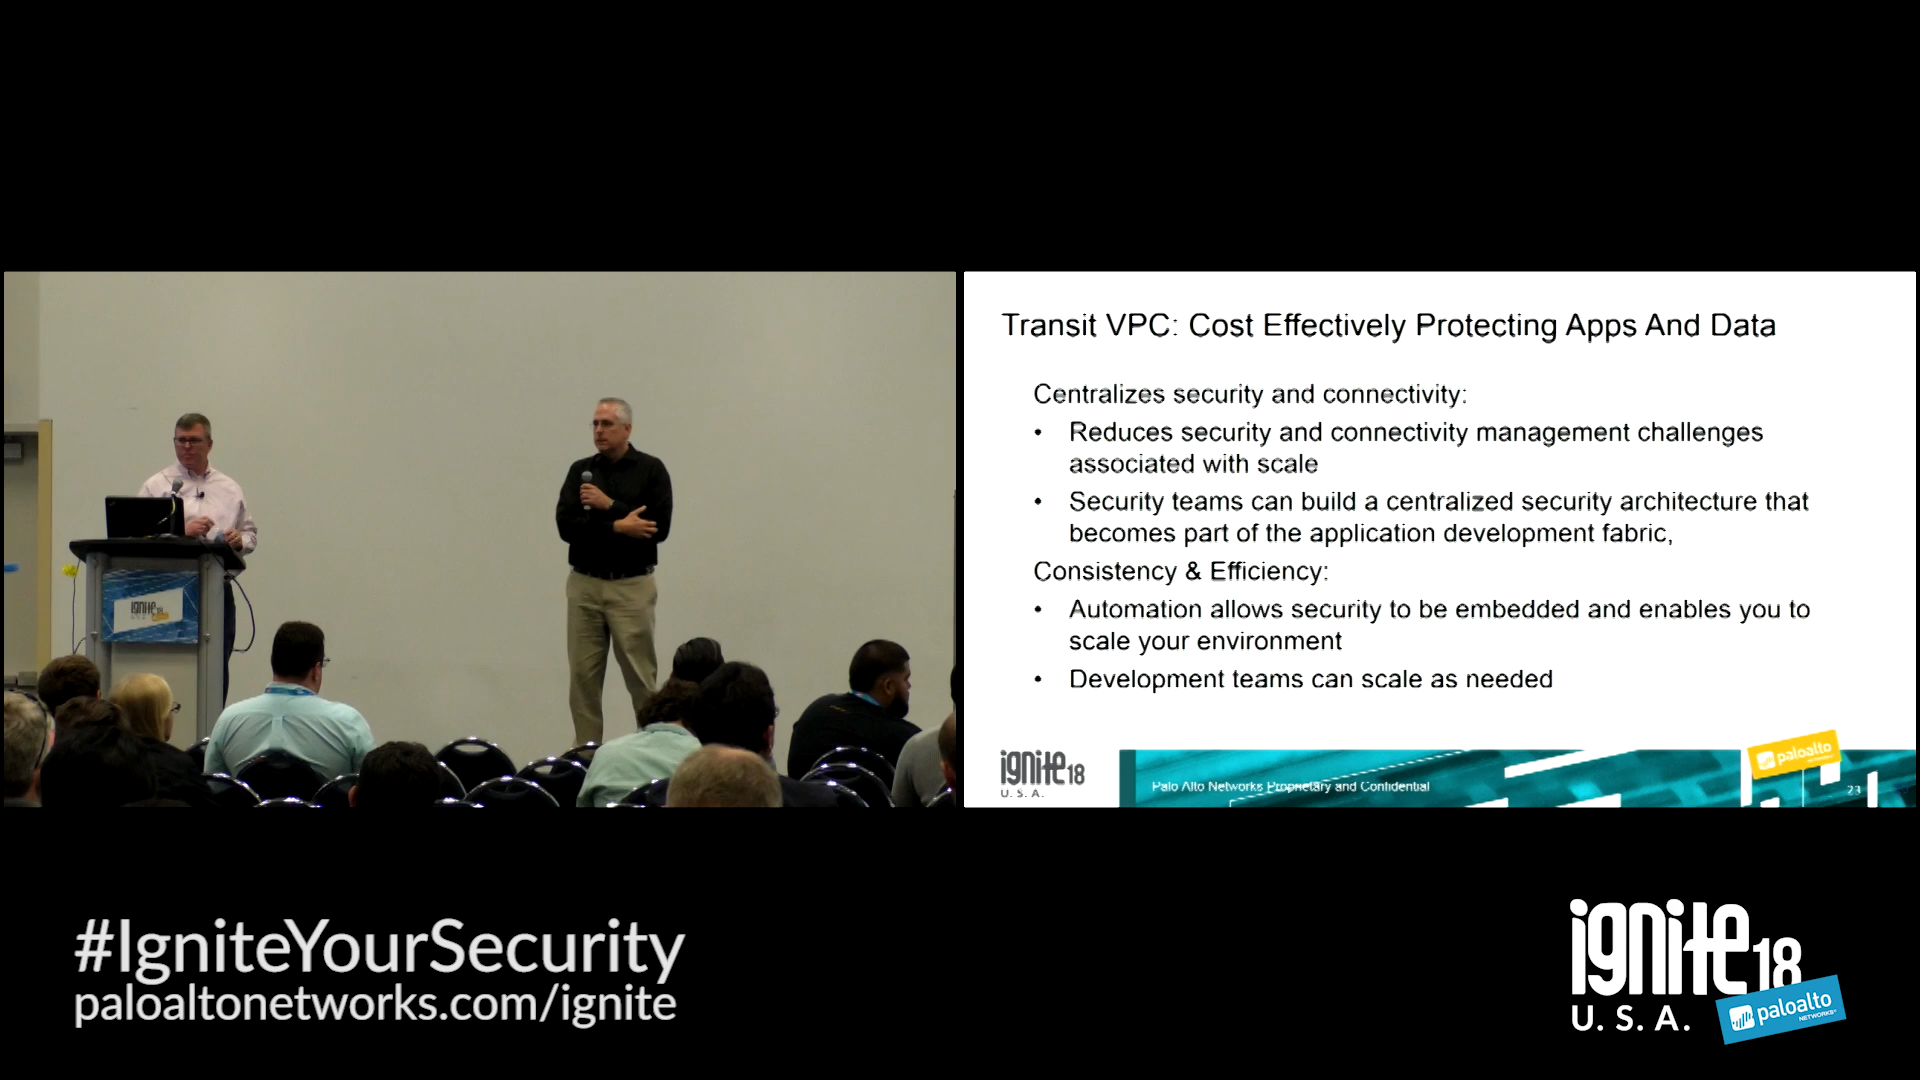 Transit VPC: Cost Effectively Protecting Apps And Data
Centralizes security and connectivity:
• Reduces security and connectivity management challenges
associated with scale
• Security teams can build a centralized security architecture that
becomes part of the application development fabric,
Consistency & Efficiency:
• Automation allows security to be embedded and enables you to
scale your environment
• Development teams can scale as needed
ignite18
U. S. A.
Palo Alto Networks Proprietary and Confidential
paloalto
ignite18
#IgniteYourSecurity
paloaltonetworks.com/ignite
ignite18
U. S. A.
paloalto
NETWORKS